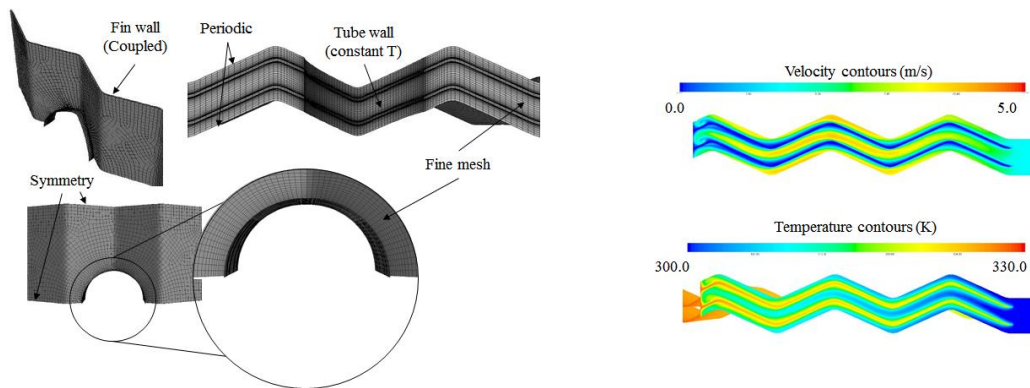 Fin wall
(Coupled)
Periodic
Tube wall
(constant T)
Fine mesh
Symmetry
Velocity contours (m/s)
0.0
5.0
Temperature contours (K)
300.0
330.0